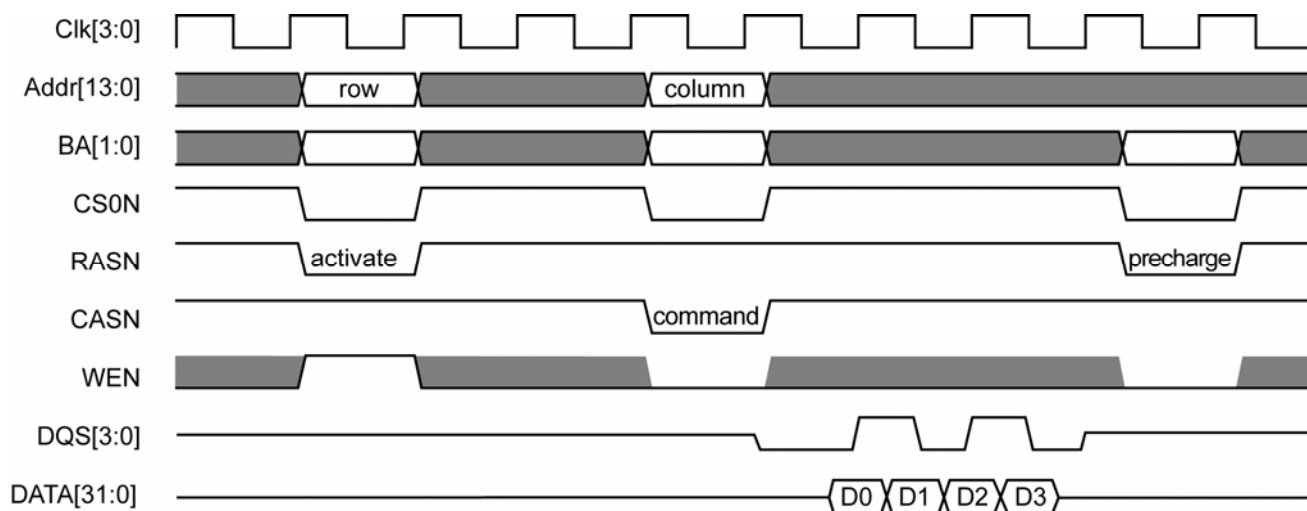 Clk[3:0]
Addr[13:0] row column
BA[1:0]
CS0N
RASN activate precharge
CASN command
WEN
DQS[3:0]
DATA[31:0] D0 D1 D2 D3